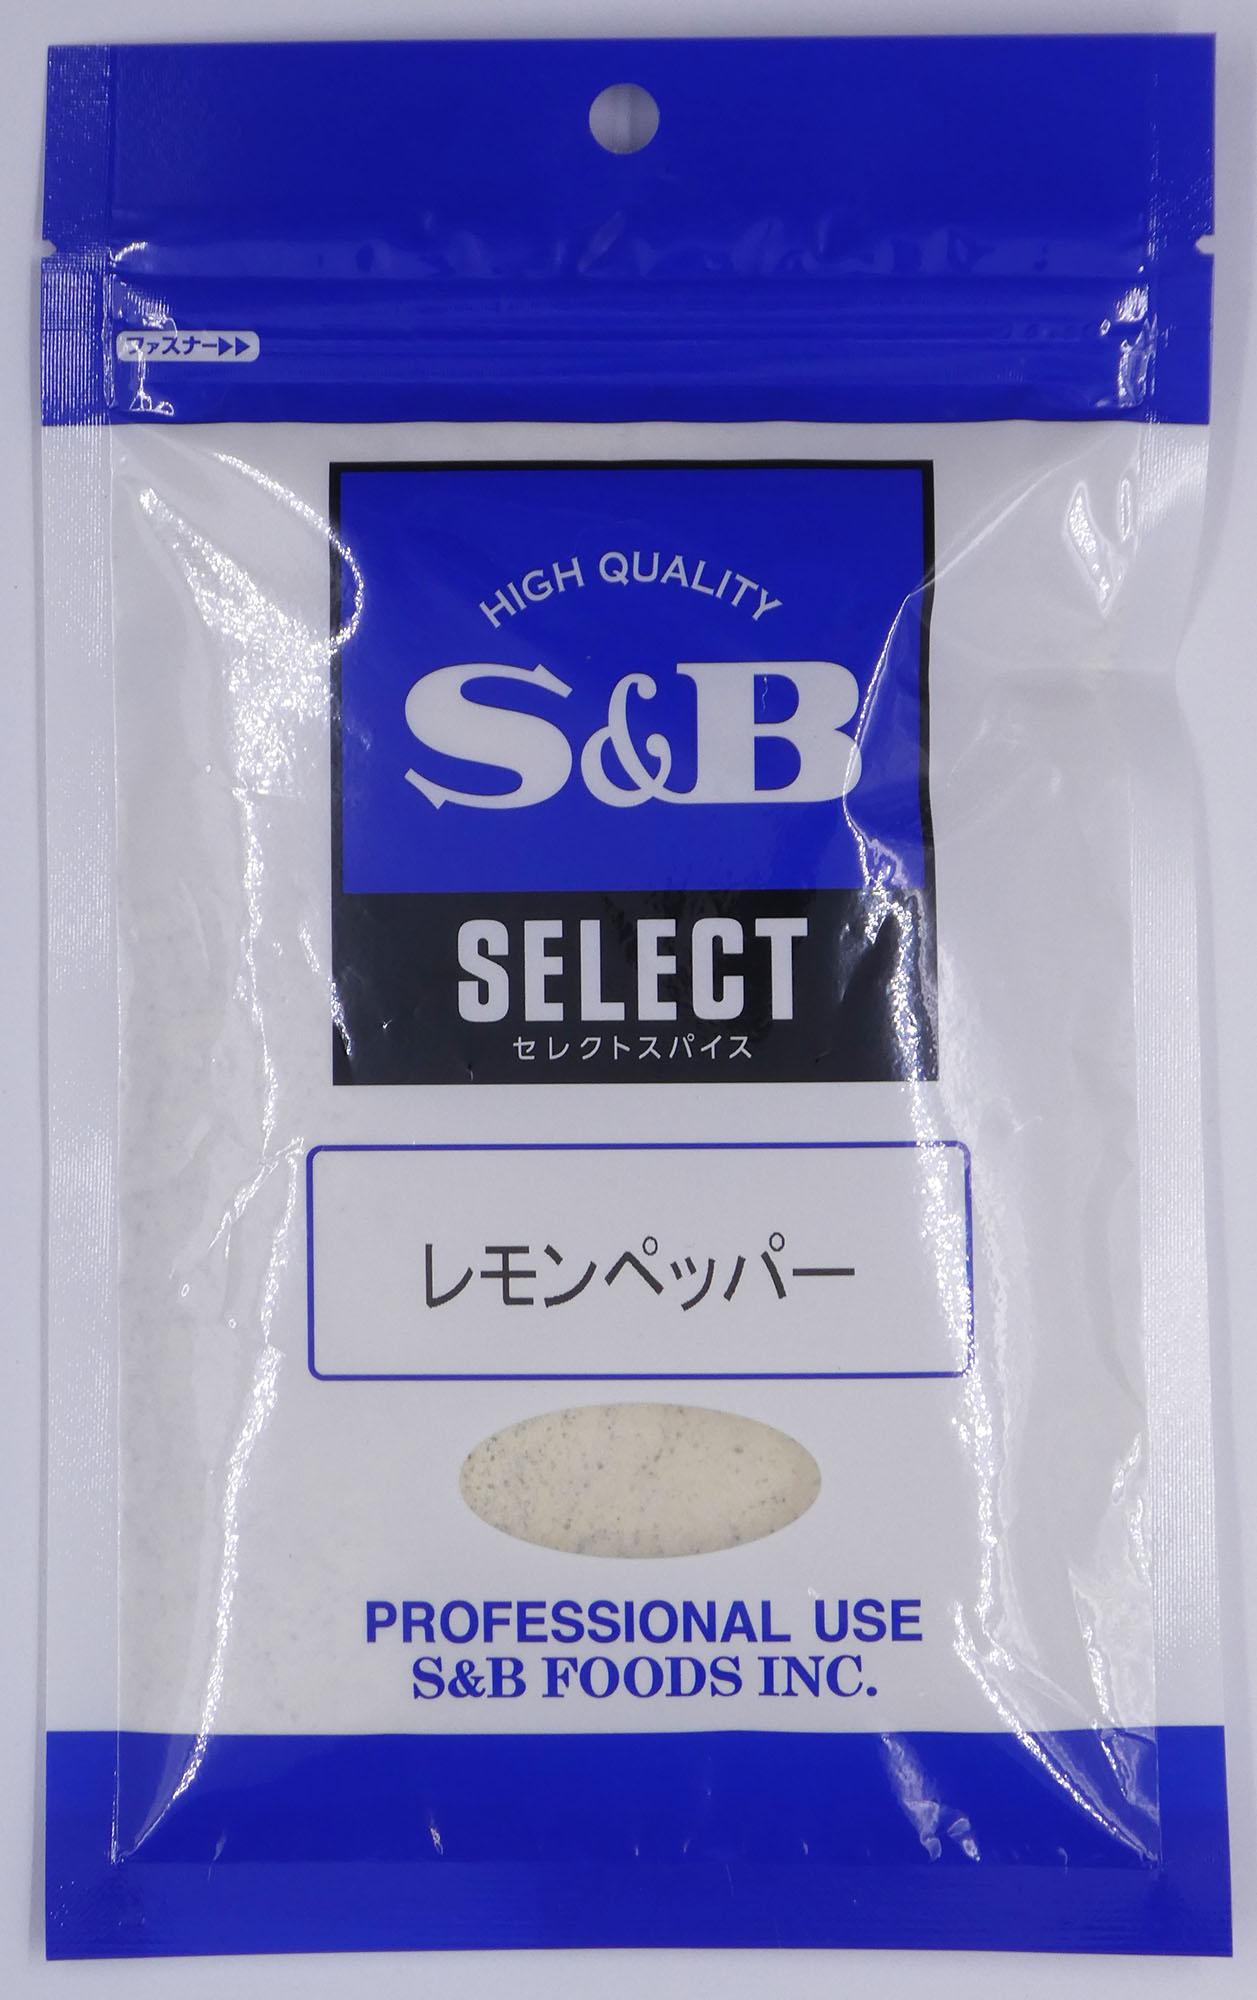 ファスナー▶▶
HIGH QUALITY
S&B
SELECT
セレクトスパイス
レモンペッパー
PROFESSIONAL USE
S&B FOODS INC.